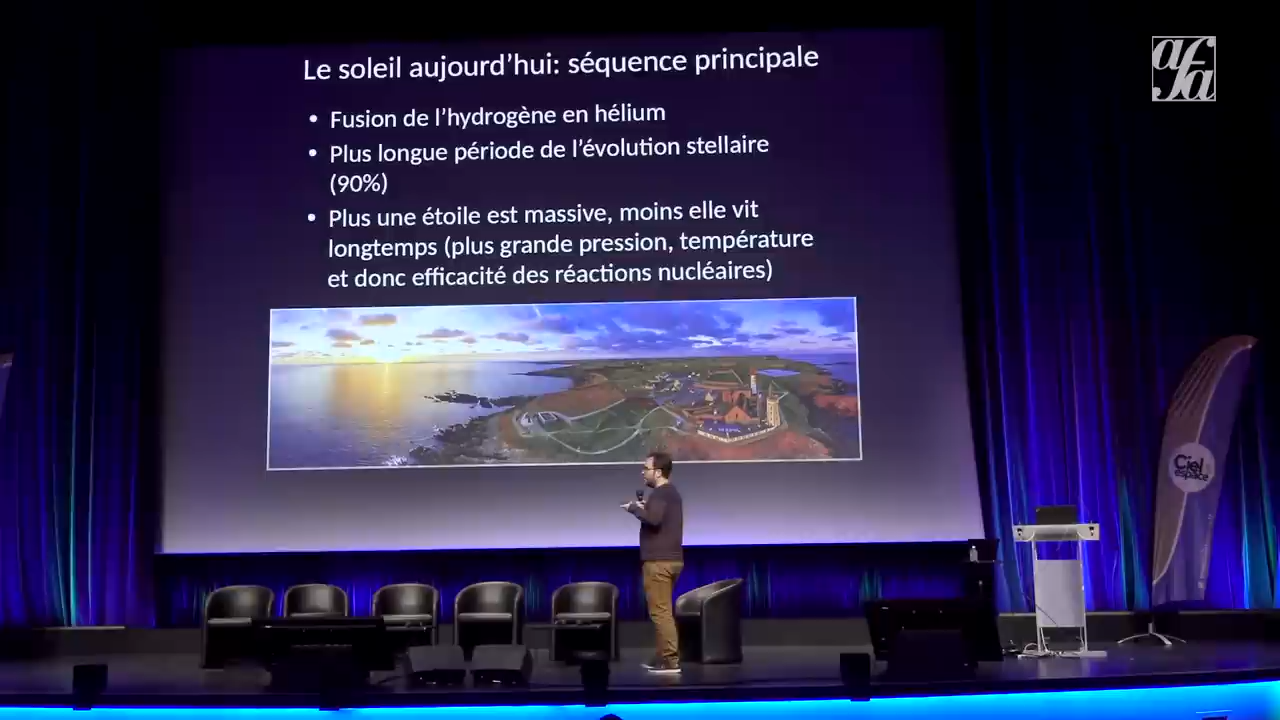 Le soleil aujourd'hui: séquence principale
• Fusion de l'hydrogène en hélium
• Plus longue période de l'évolution stellaire
(90%)
• Plus une étoile est massive, moins elle vit
longtemps (plus grande pression, température
et donc efficacité des réactions nucléaires)
afa
Ciel
espace